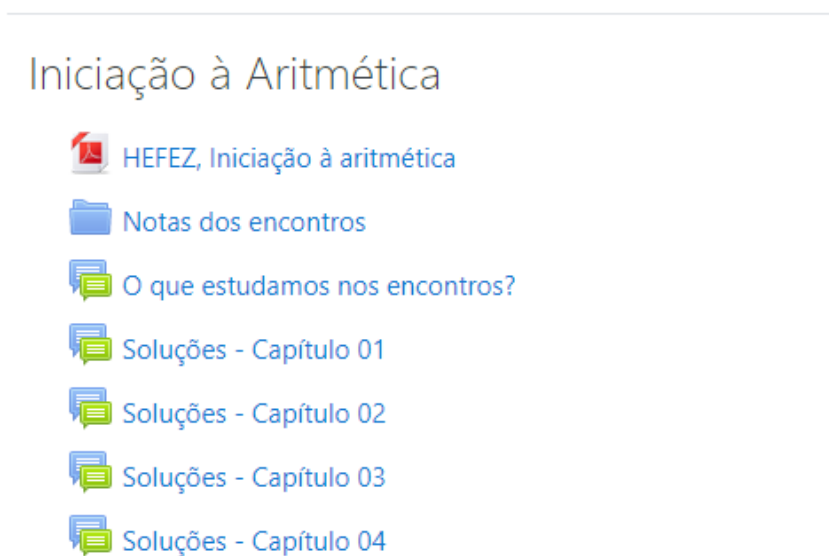 Iniciação à Aritmética
HEFEZ, Iniciação à aritmética
Notas dos encontros
O que estudamos nos encontros?
Soluções - Capítulo 01
Soluções - Capítulo 02
Soluções - Capítulo 03
Soluções - Capítulo 04